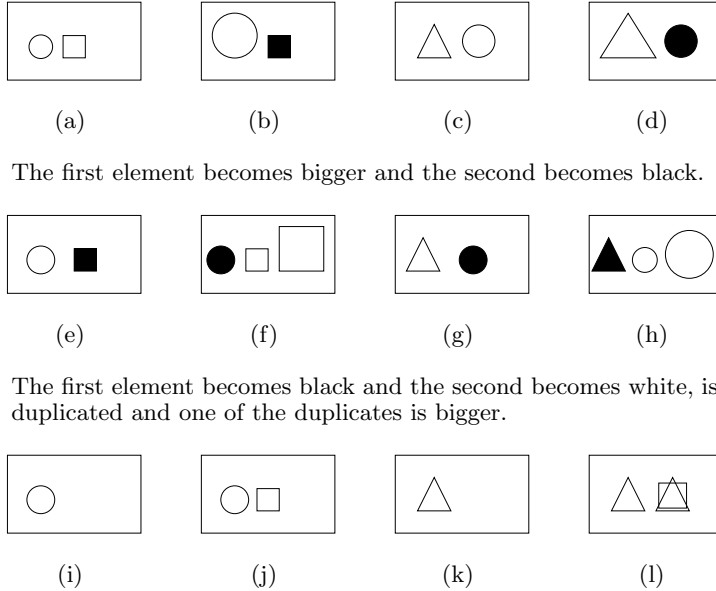 (a) (b) (c) (d)
The first element becomes bigger and the second becomes black.
(e) (f) (g) (h)
The first element becomes black and the second becomes white, is
duplicated and one of the duplicates is bigger.
(i) (j) (k) (l)